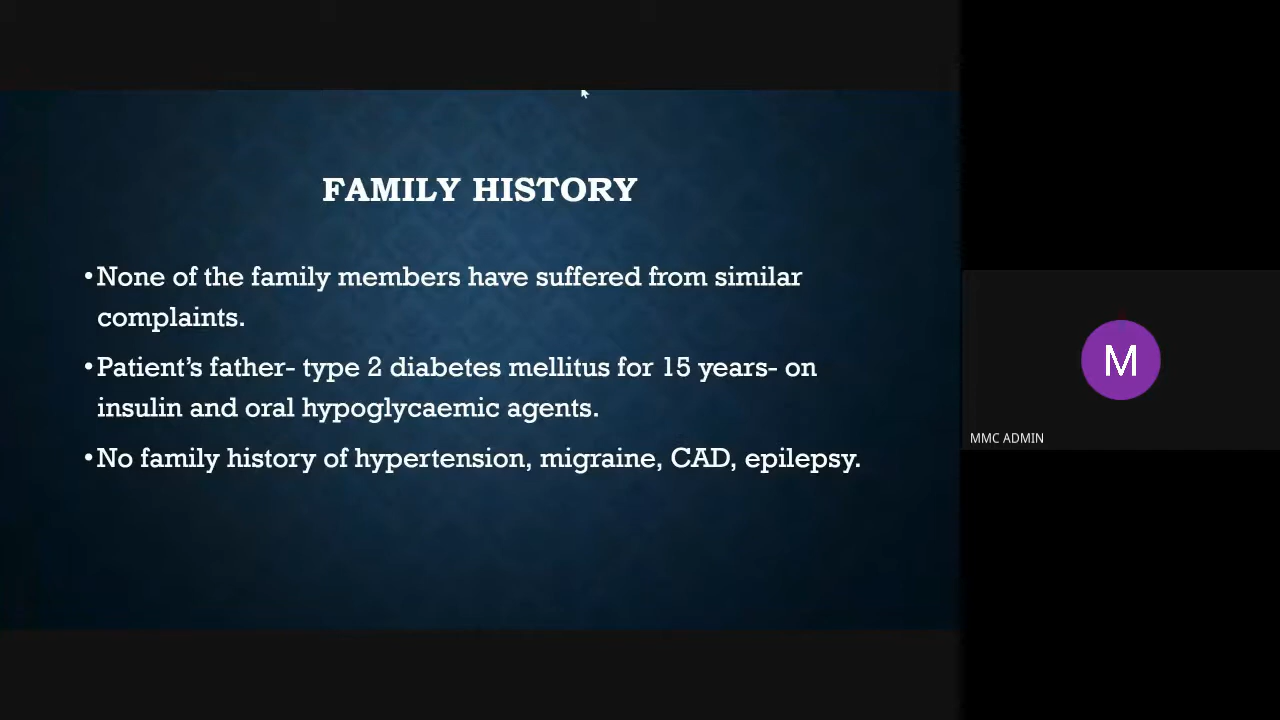 FAMILY HISTORY
•None of the family members have suffered from similar
complaints.
•Patient’s father- type 2 diabetes mellitus for 15 years- on
insulin and oral hypoglycaemic agents.
•No family history of hypertension, migraine, CAD, epilepsy.
M
MMC ADMIN